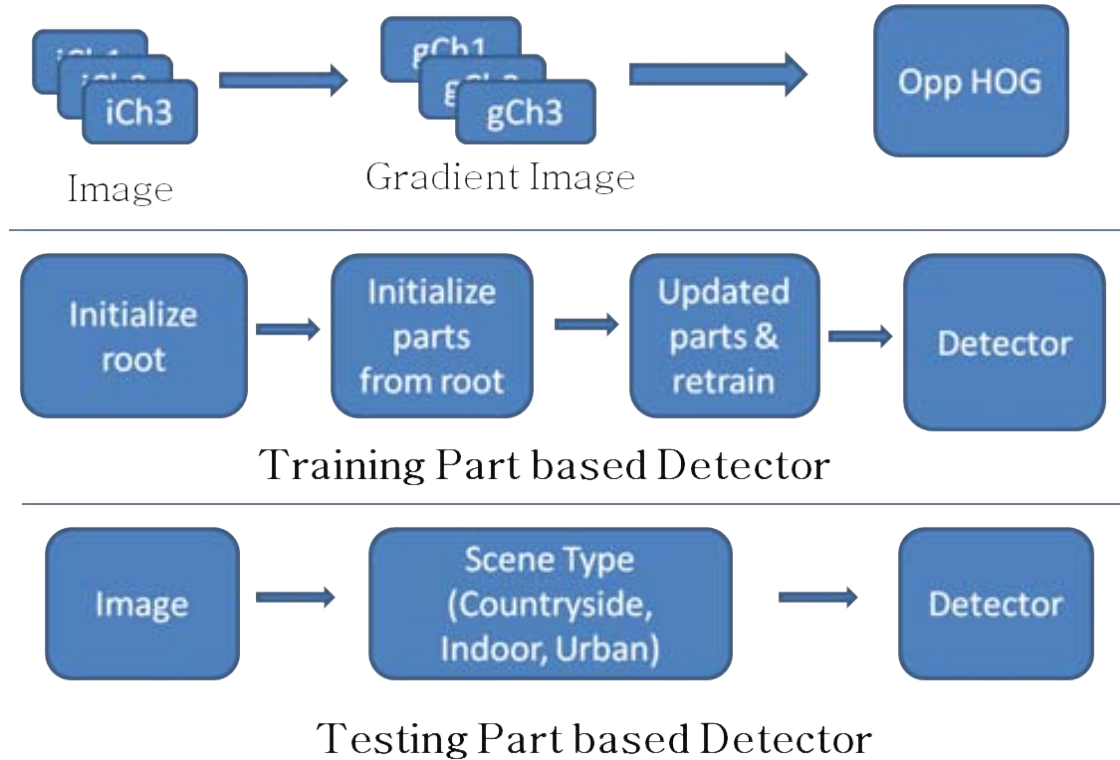 iCh3
gCh1
gCh3
Opp HOG
Image
Gradient Image
Initialize
root
Initialize
parts
from root
Updated
parts &
retrain
Detector
Training Part based Detector
Image
Scene Type
(Countryside,
Indoor, Urban)
Detector
Testing Part based Detector